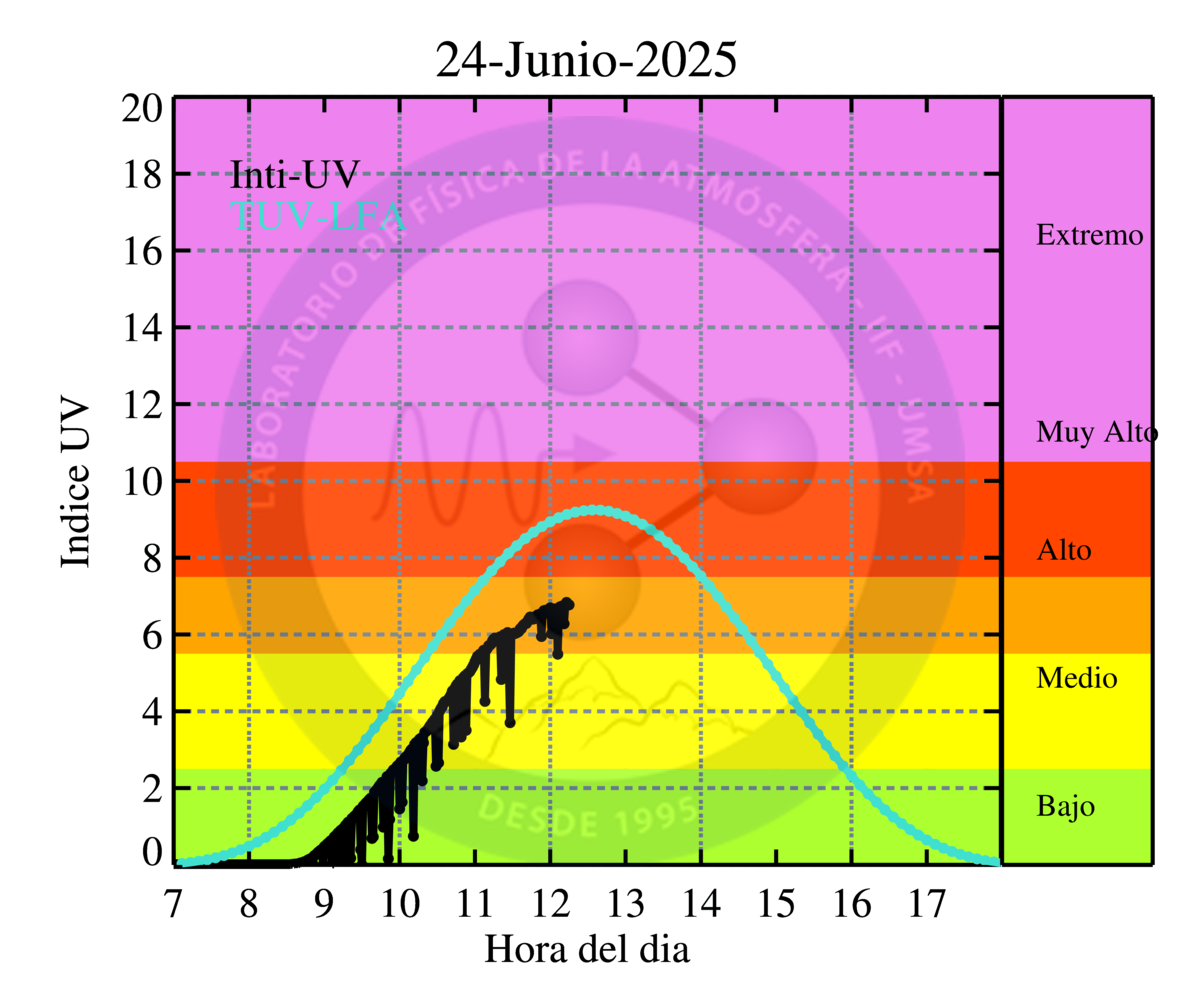 24-Junio-2025
20
18
16
14
12
10
8
6
4
2
0
Indice UV
Inti-UV
TUV-LFA
LABORATORIO DE FÍSICA DE LA ATMÓSFERA - IIF - UMSA
DESDE 1995
Extremo
Muy Alto
Alto
Medio
Bajo
7 8 9 10 11 12 13 14 15 16 17
Hora del dia